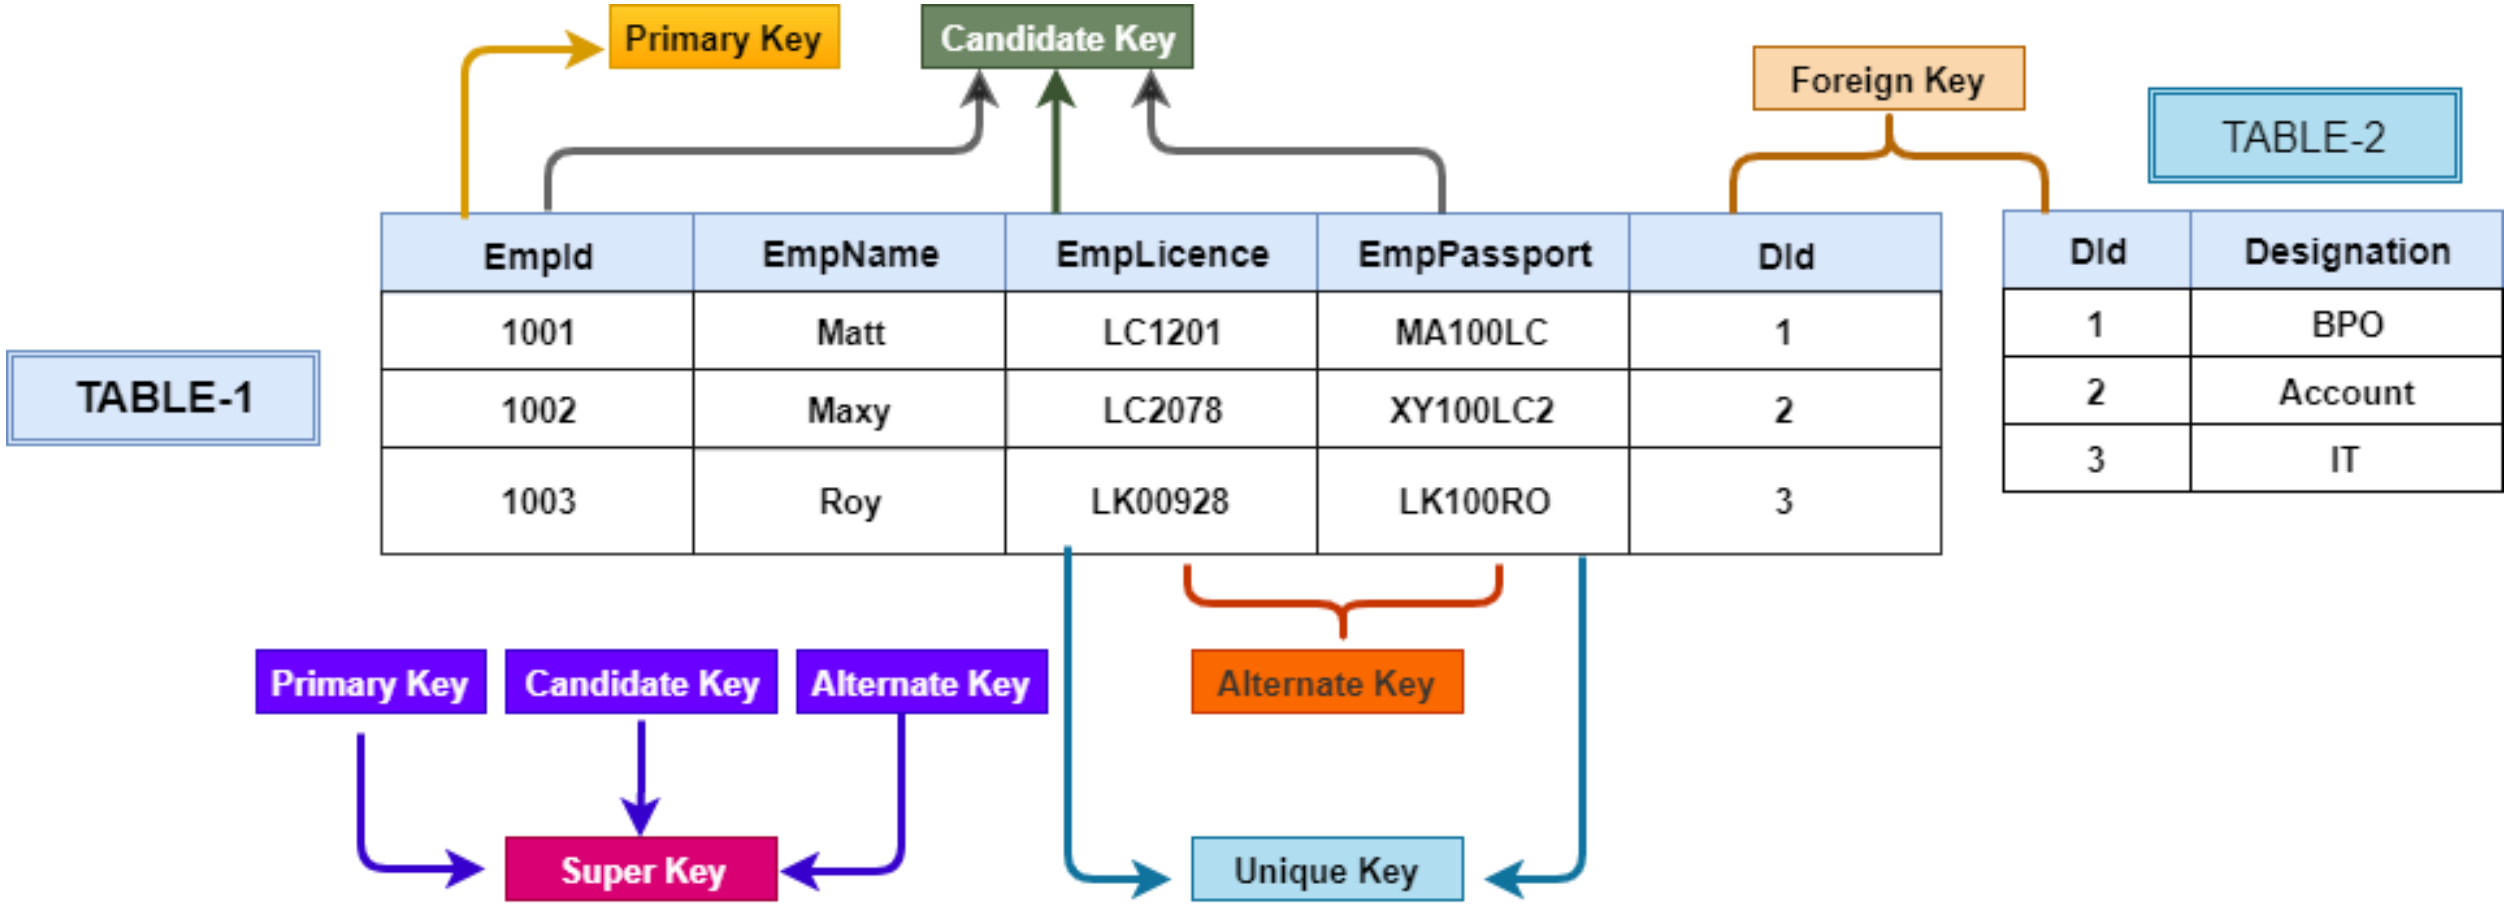 Primary Key
Candidate Key
Foreign Key
TABLE-2
EmpId EmpName EmpLicence EmpPassport DId
1001 Matt LC1201 MA100LC 1
1002 Maxy LC2078 XY100LC2 2
1003 Roy LK00928 LK100RO 3
DId Designation
1 BPO
2 Account
3 IT
TABLE-1
Primary Key
Candidate Key
Alternate Key
Alternate Key
Super Key
Unique Key